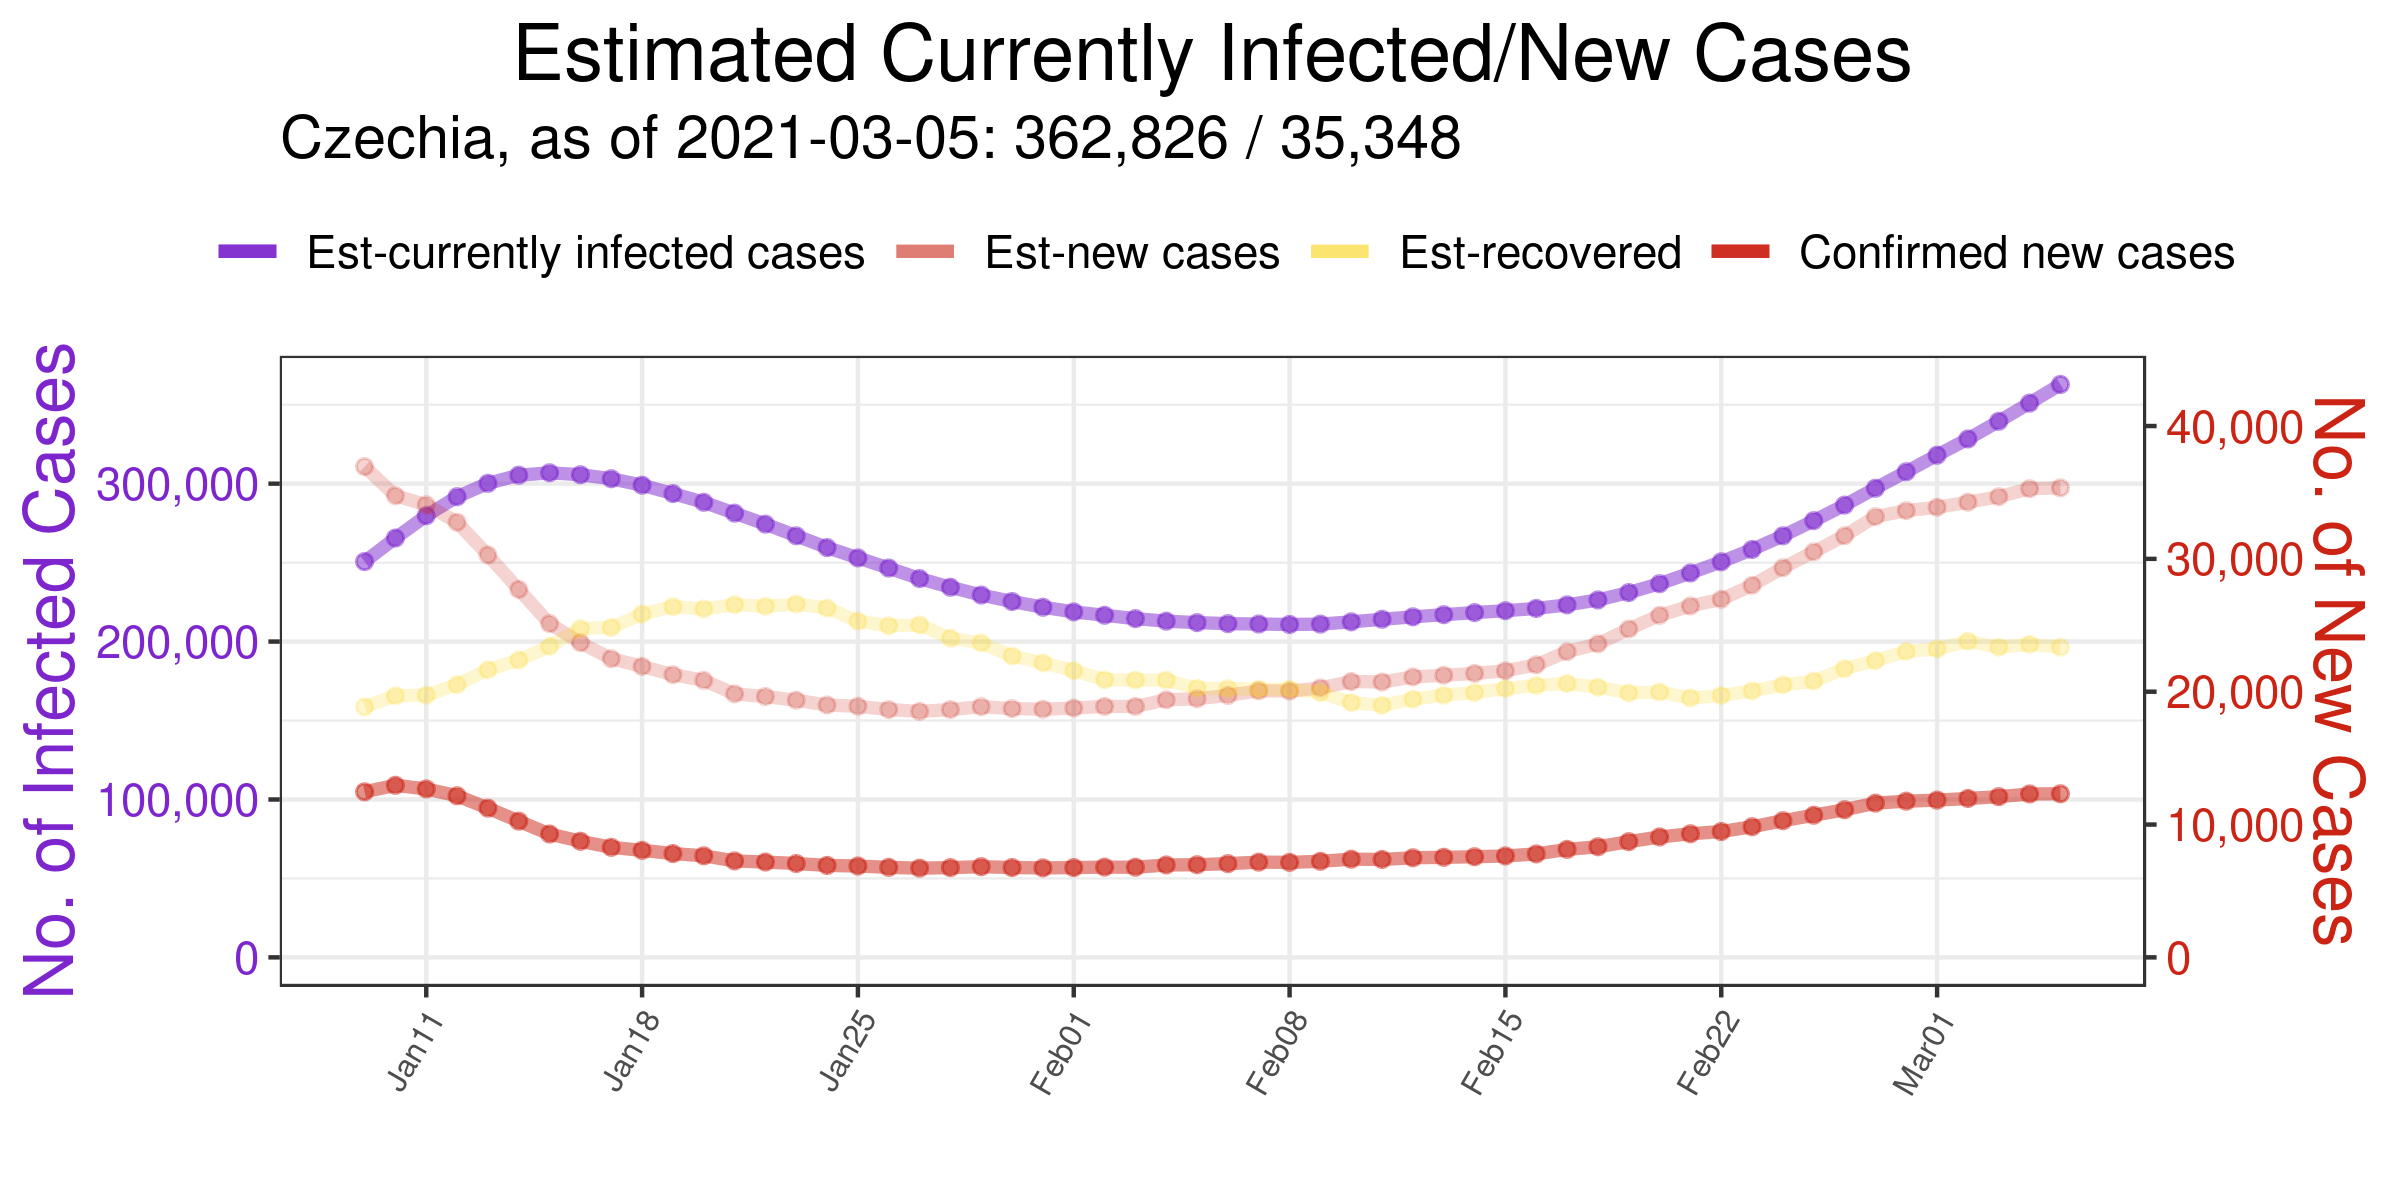 Estimated Currently Infected/New Cases
Czechia, as of 2021-03-05: 362,826 / 35,348
Est-currently infected cases
Est-new cases
Est-recovered
Confirmed new cases
No. of Infected Cases
300,000
200,000
100,000
0
40,000
30,000
20,000
10,000
0
No. of New Cases
Jan11
Jan18
Jan25
Feb01
Feb08
Feb15
Feb22
Mar01